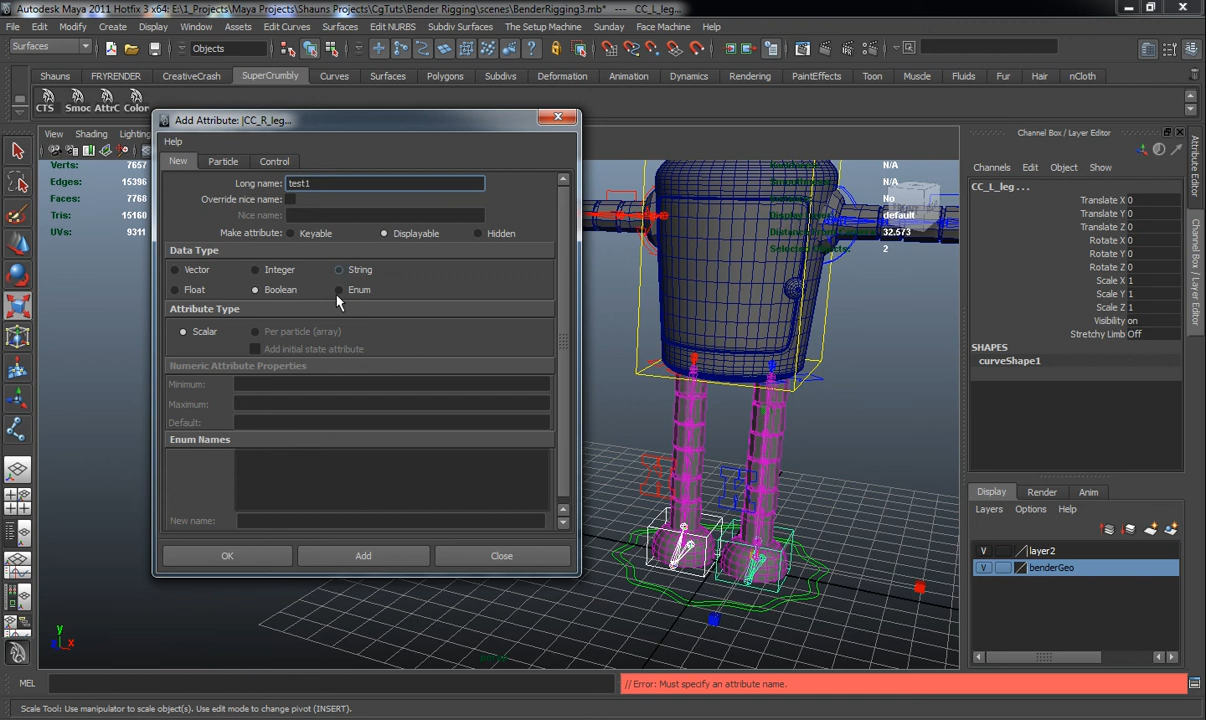 Autodesk Maya 2011 Hotfix 3 x64: E:\1_Projects\Maya Projects\Shauns Projects\CgTuts\Bender Rigging\scenes\BenderRigging3.mb* --- CC_L_leg...
File Edit Modify Create Display Window Assets Edit Curves Surfaces Edit NURBS Subdiv Surfaces The Setup Machine Sunday Muscle Face Machine Help
Surfaces Objects
Shauns FRYRENDER CreativeCrash SuperCrumbly Curves Surfaces Polygons Subdivs Deformation Animation Dynamics Rendering PaintEffects Toon Muscle Fluids Fur Hair nCloth
CTS Smoc AttrC Color
Add Attribute: |CC_R_leg...
Help
New Particle Control
Long name: test1
Override nice name:
Nice name:
Make attribute: Keyable Displayable Hidden
Data Type
Vector Integer String
Float Boolean Enum
Attribute Type
Scalar Per particle (array)
Add initial state attribute
Numeric Attribute Properties
Minimum:
Maximum:
Default:
Enum Names
New name:
OK Add Close
View Shading Lighting
Verts: 7657
Edges: 15396
Faces: 7768
Tris: 15160
UVs: 9311
N/A
N/A
No
default
32.573
2
Channel Box / Layer Editor
Channels Edit Object Show
CC_L_leg ...
Translate X 0
Translate Y 0
Translate Z 0
Rotate X 0
Rotate Y 0
Rotate Z 0
Scale X 1
Scale Y 1
Scale Z 1
Visibility on
Stretchy Limb Off
SHAPES
curveShape1
Attribute Editor
Channel Box / Layer Editor
Display Render Anim
Layers Options Help
V layer2
V benderGeo
y
x
MEL
// Error: Must specify an attribute name.
Scale Tool: Use manipulator to scale object(s). Use edit mode to change pivot (INSERT).